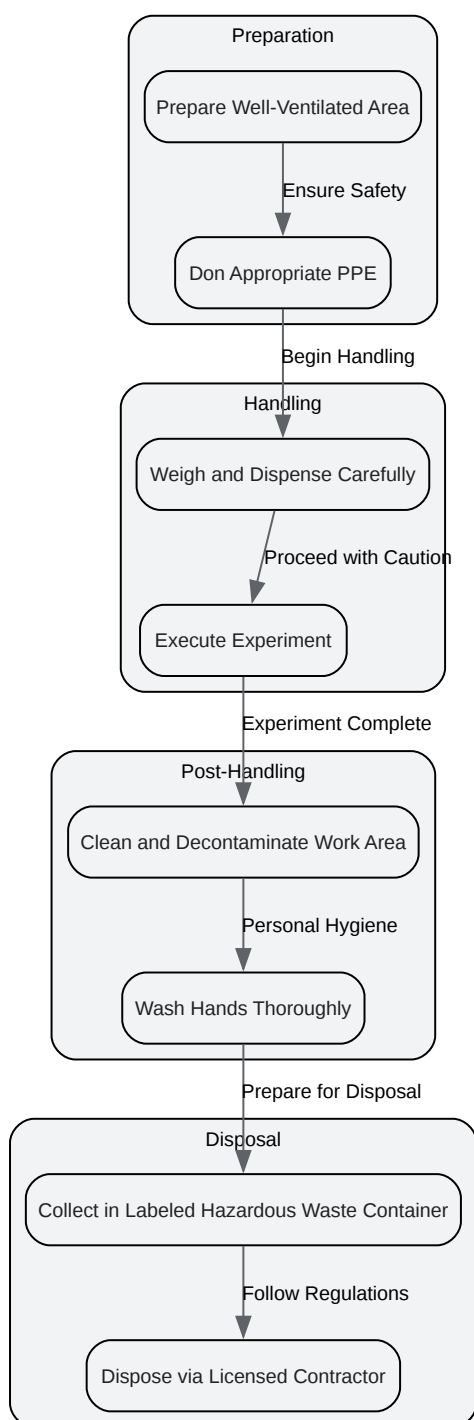 Preparation
Prepare Well-Ventilated Area
Ensure Safety
Don Appropriate PPE
Begin Handling
Handling
Weigh and Dispense Carefully
Proceed with Caution
Execute Experiment
Experiment Complete
Post-Handling
Clean and Decontaminate Work Area
Personal Hygiene
Wash Hands Thoroughly
Prepare for Disposal
Disposal
Collect in Labeled Hazardous Waste Container
Follow Regulations
Dispose via Licensed Contractor